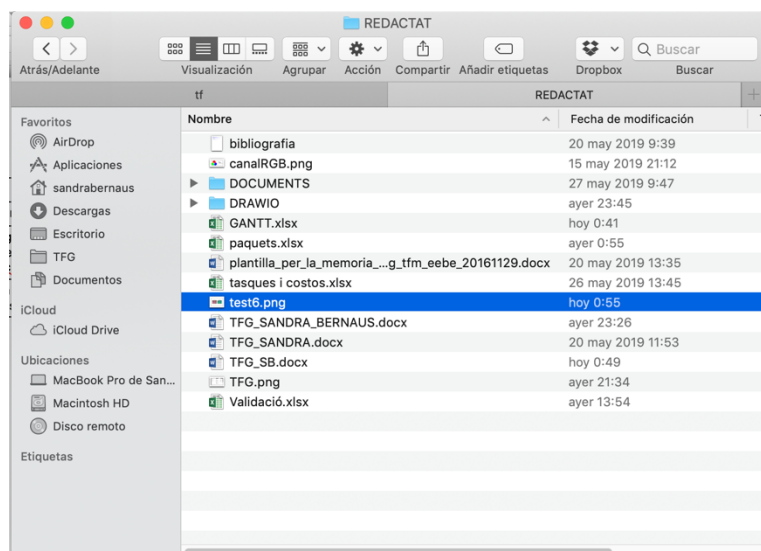 REDACTAT
Atrás/Adelante Visualización Agrupar Acción Compartir Añadir etiquetas Dropbox Buscar
Buscar
tf REDACTAT
Favoritos
AirDrop
Aplicaciones
sandrabernaus
Descargas
Escritorio
TFG
Documentos
iCloud
iCloud Drive
Ubicaciones
MacBook Pro de San...
Macintosh HD
Disco remoto
Etiquetas
Nombre Fecha de modificación
bibliografia 20 may 2019 9:39
canalRGB.png 15 may 2019 21:12
DOCUMENTS 27 may 2019 9:47
DRAWIO ayer 23:45
GANTT.xlsx hoy 0:41
paquets.xlsx ayer 0:55
plantilla_per_la_memoria_...g_tfm_eebe_20161129.docx 20 may 2019 13:35
tasques i costos.xlsx 26 may 2019 13:45
test6.png hoy 0:55
TFG_SANDRA_BERNAUS.docx ayer 23:26
TFG_SANDRA.docx 20 may 2019 11:53
TFG_SB.docx hoy 0:49
TFG.png ayer 21:34
Validació.xlsx ayer 13:54